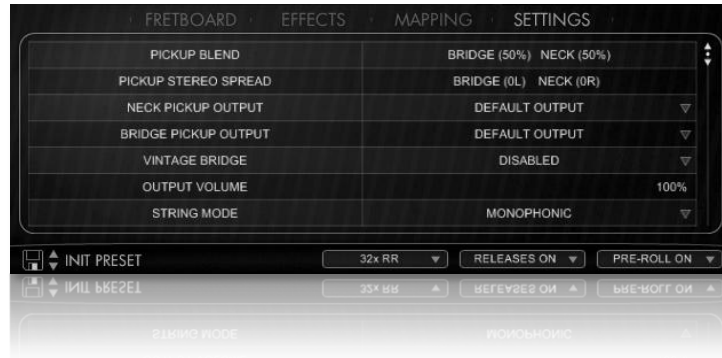 FRETBOARD EFFECTS MAPPING SETTINGS
PICKUP BLEND BRIDGE (50%) NECK (50%)
PICKUP STEREO SPREAD BRIDGE (0L) NECK (0R)
NECK PICKUP OUTPUT DEFAULT OUTPUT
BRIDGE PICKUP OUTPUT DEFAULT OUTPUT
VINTAGE BRIDGE DISABLED
OUTPUT VOLUME 100%
STRING MODE MONOPHONIC
INIT PRESET 32x RR RELEASES ON PRE-ROLL ON